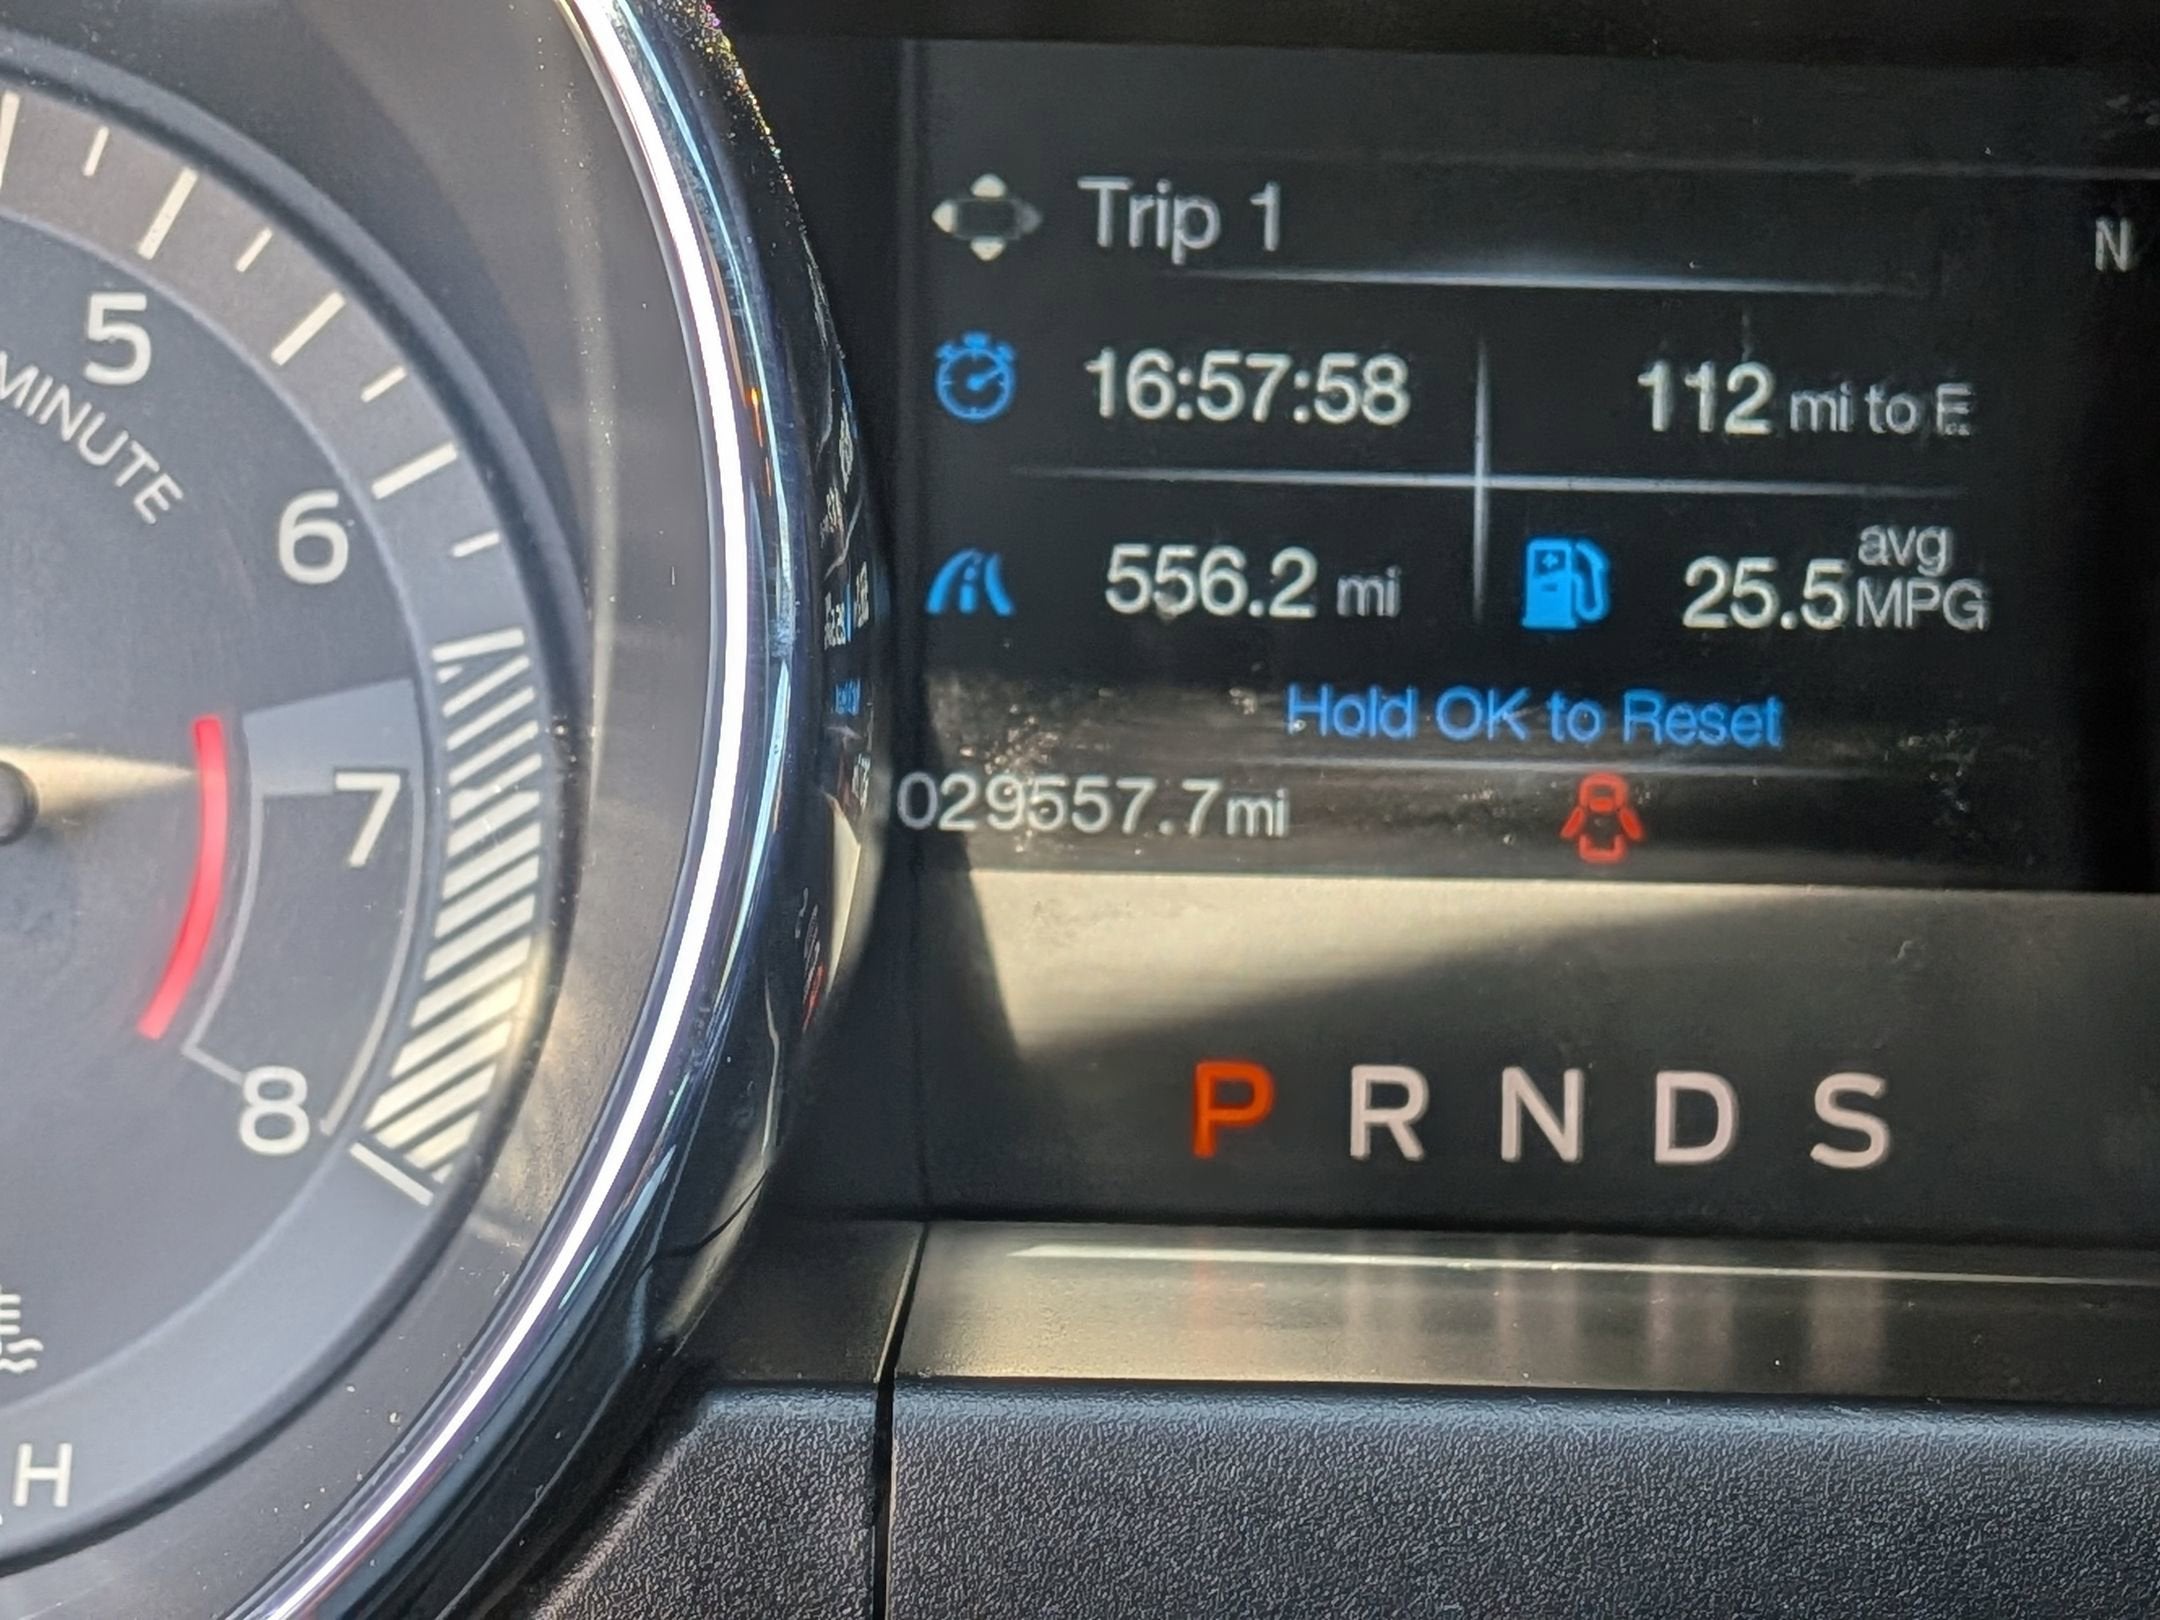 5
MINUTE
6
7
8
H
Trip 1
N
16:57:58
112 mi to E
556.2 mi
25.5 avg MPG
Hold OK to Reset
029557.7mi
P R N D S